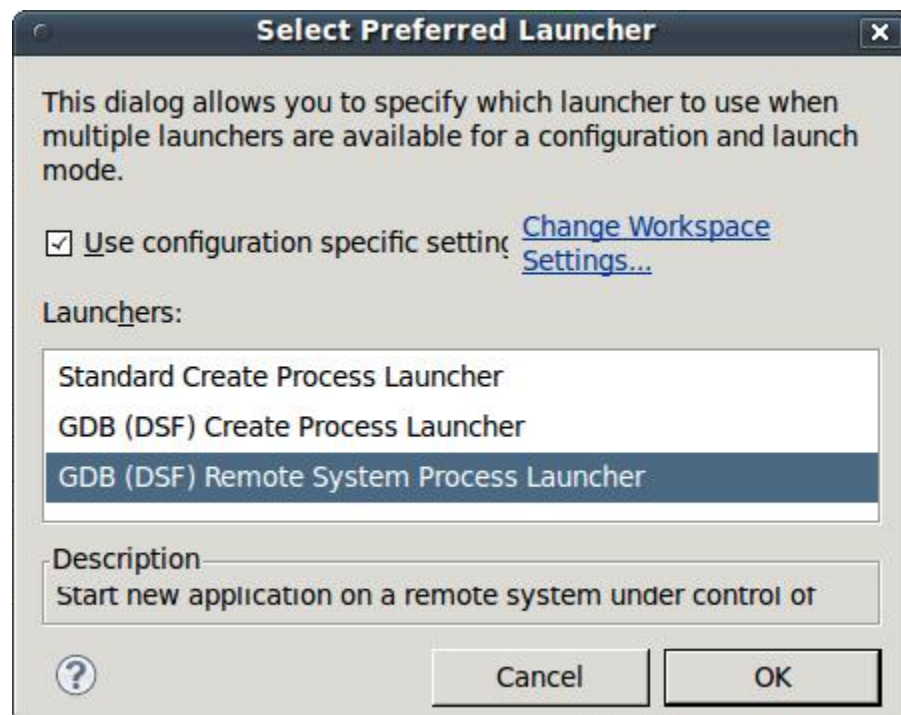 Select Preferred Launcher
This dialog allows you to specify which launcher to use when
multiple launchers are available for a configuration and launch
mode.
Use configuration specific setting
Change Workspace
Settings...
Launchers:
Standard Create Process Launcher
GDB (DSF) Create Process Launcher
GDB (DSF) Remote System Process Launcher
Description
Start new application on a remote system under control of
?
Cancel
OK